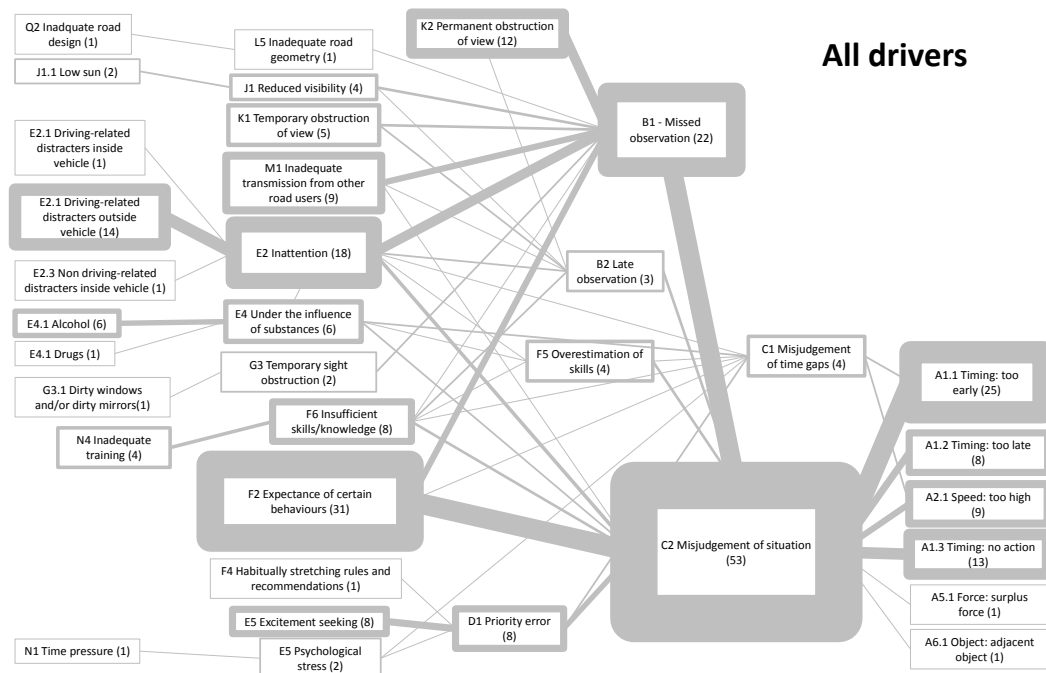 All drivers
Q2 Inadquate road
design (1)
J1.1 Low sun (2)
E2.1 Driving-related
distracters inside
vehicle (1)
E2.1 Driving-related
distracters outside
vehicle (14)
E2.3 Non driving-related
distracters inside vehicle (1)
E4.1 Alcohol (6)
E4.1 Drugs (1)
G3.1 Dirty windows
and/or dirty mirrors(1)
N4 Inadequate
training (4)
N1 Time pressure (1)
L5 Inadequate road
geometry (1)
J1 Reduced visibility (4)
K1 Temporary obstruction
of view (5)
M1 Inadequate
transmission from other
road users (9)
E2 Inattention (18)
E4 Under the influence
of substances (6)
G3 Temporary sight
obstruction (2)
F6 Insufficient
skills/knowledge (8)
F2 Expectance of certain
behaviours (31)
F4 Habitually stretching rules and
recommendations (1)
E5 Excitement seeking (8)
E5 Psychological
stress (2)
K2 Permanent obstruction
of view (12)
D1 Priority error
(8)
F5 Overestimation of
skills (4)
B2 Late
observation (3)
B1 - Missed
observation (22)
C1 Misjudgement
of time gaps (4)
C2 Misjudgement of situation
(53)
A1.1 Timing: too
early (25)
A1.2 Timing: too late
(8)
A2.1 Speed: too high
(9)
A1.3 Timing: no action
(13)
A5.1 Force: surplus
force (1)
A6.1 Object: adjacent
object (1)